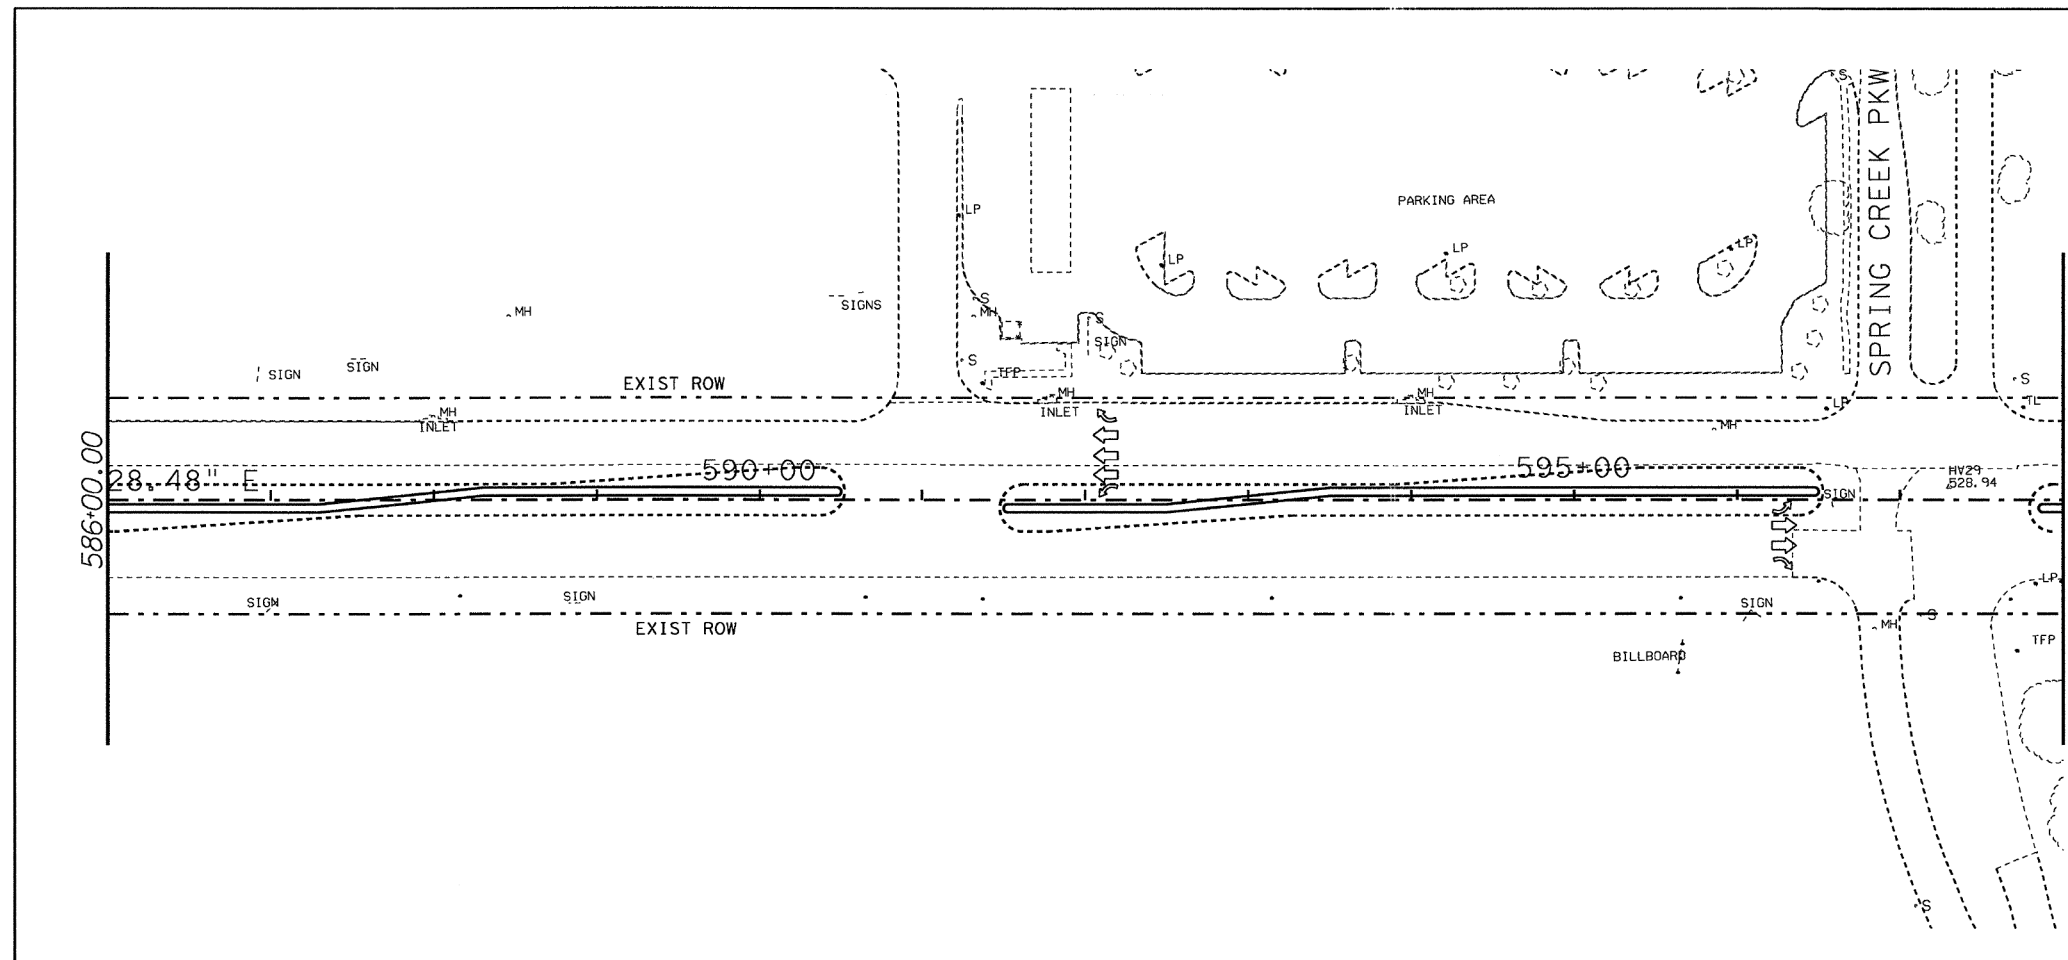 S
SPRING CREEK PKW
PARKING AREA
LP
LP
LP
LP
SIGNS
S
MH
MH
S
SIGN
SIGN
SIGN
S
TFP
EXIST ROW
S
MH
INLET
MH
INLET
MH
INLET
LP
TL
MH
586+00.00
28.48" E
590+00
595+00
HV29
528.94
SIGN
SIGN
SIGN
SIGN
LP
S
MH
EXIST ROW
TFP
BILLBOARD
S